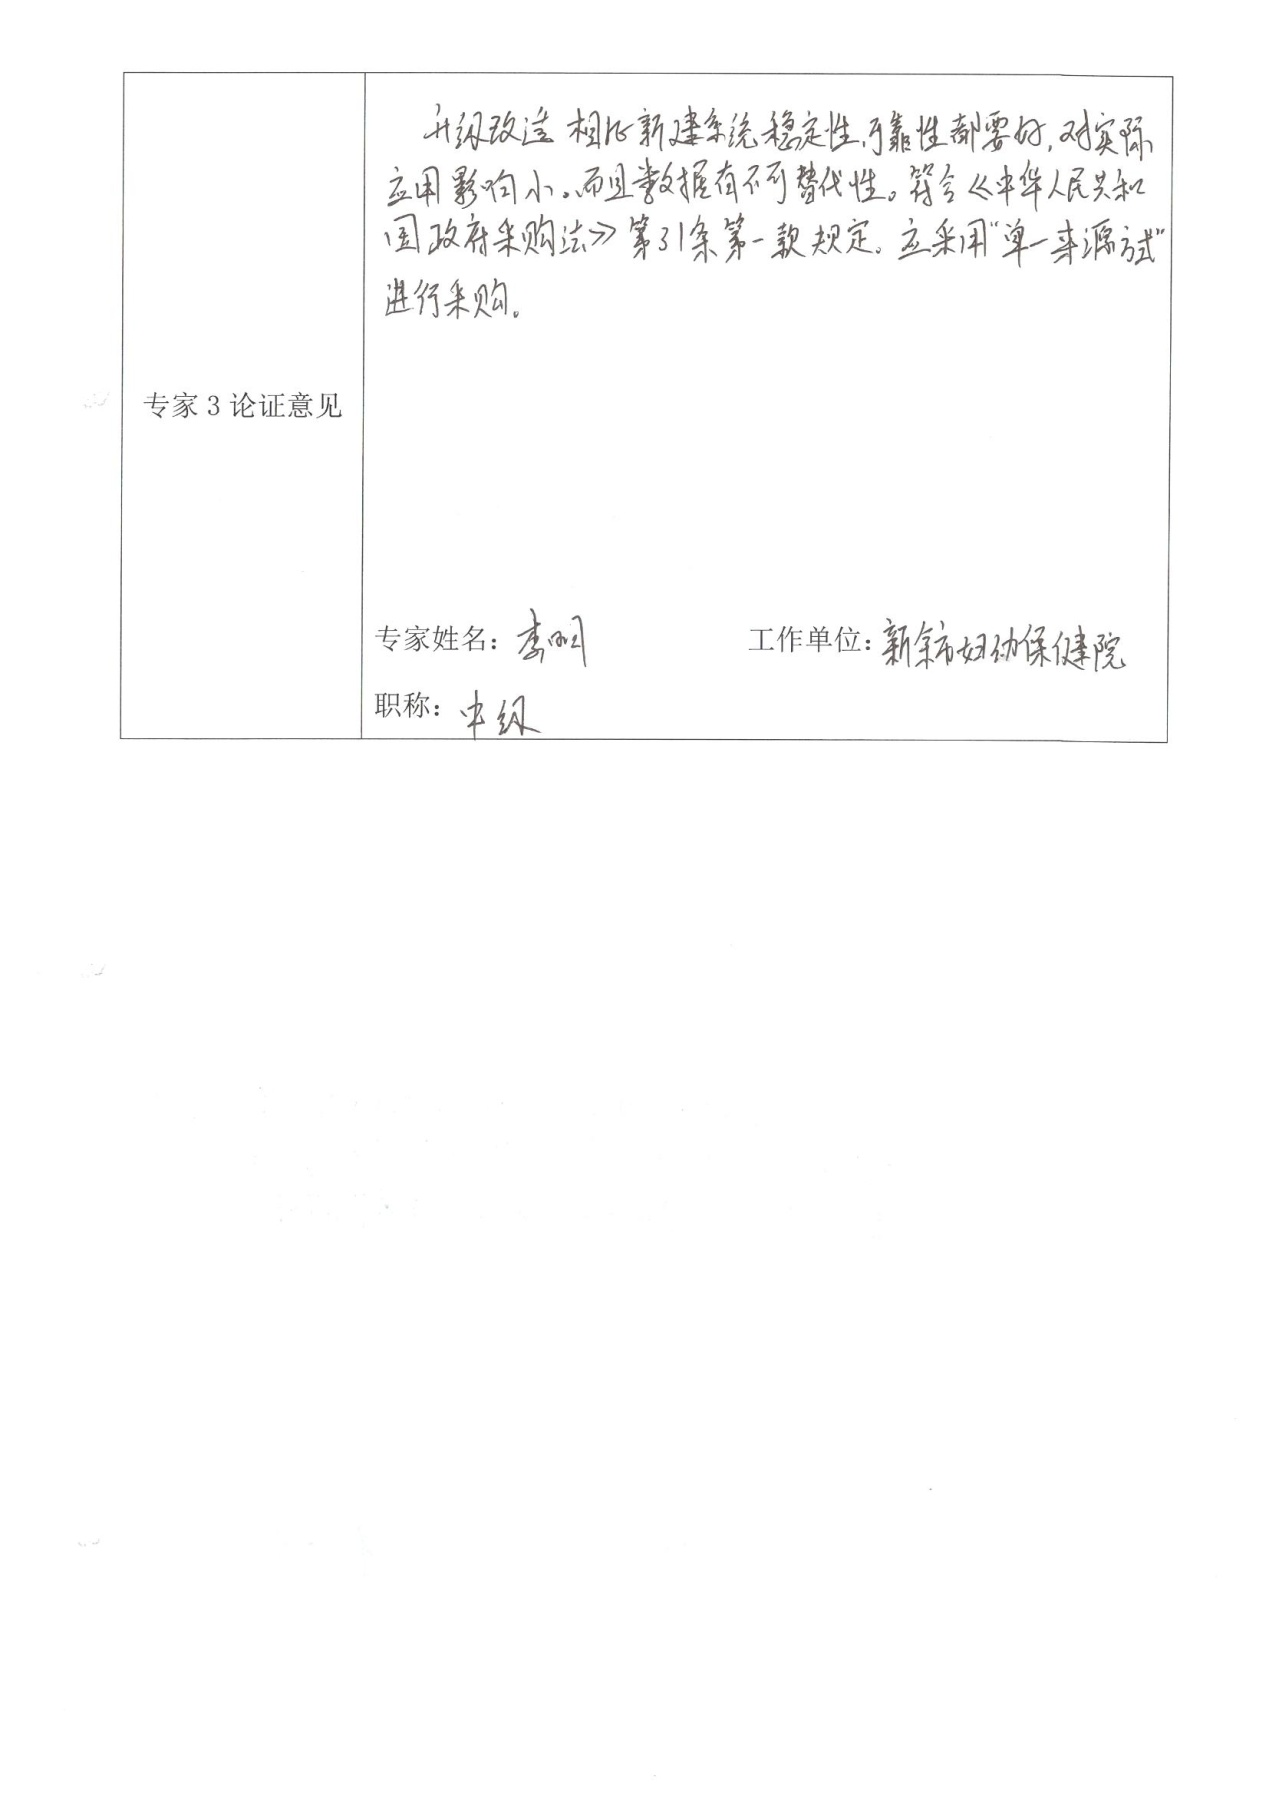 升级改造相比新建系统稳定性,可靠性都要好,对实际
应用影响小。而且数据有不可替代性。符合《中华人民共和
国政府采购法》第31条第一款规定。应采用"单一来源方式"
进行采购。
专家3论证意见
专家姓名：李明 工作单位：新余市妇幼保健院
职称：中级